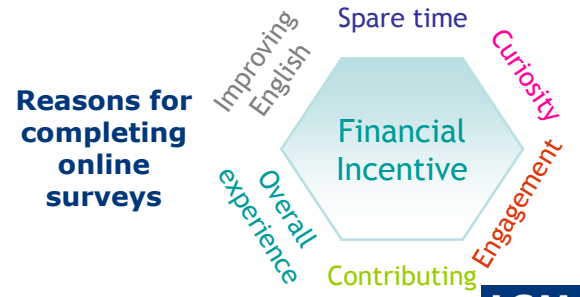 Reasons for
completing
online
surveys
Improving
English
Spare time
Curiosity
Financial
Incentive
Engagement
Overall
experience
Contributing